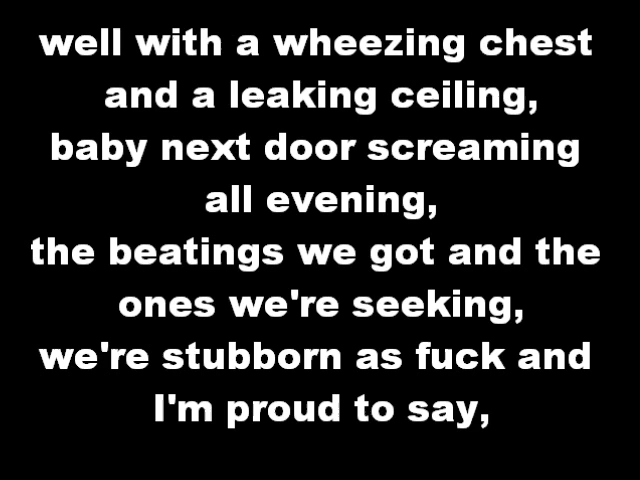 well with a wheezing chest
and a leaking ceiling,
baby next door screaming
all evening,
the beatings we got and the
ones we're seeking,
we're stubborn as fuck and
I'm proud to say,